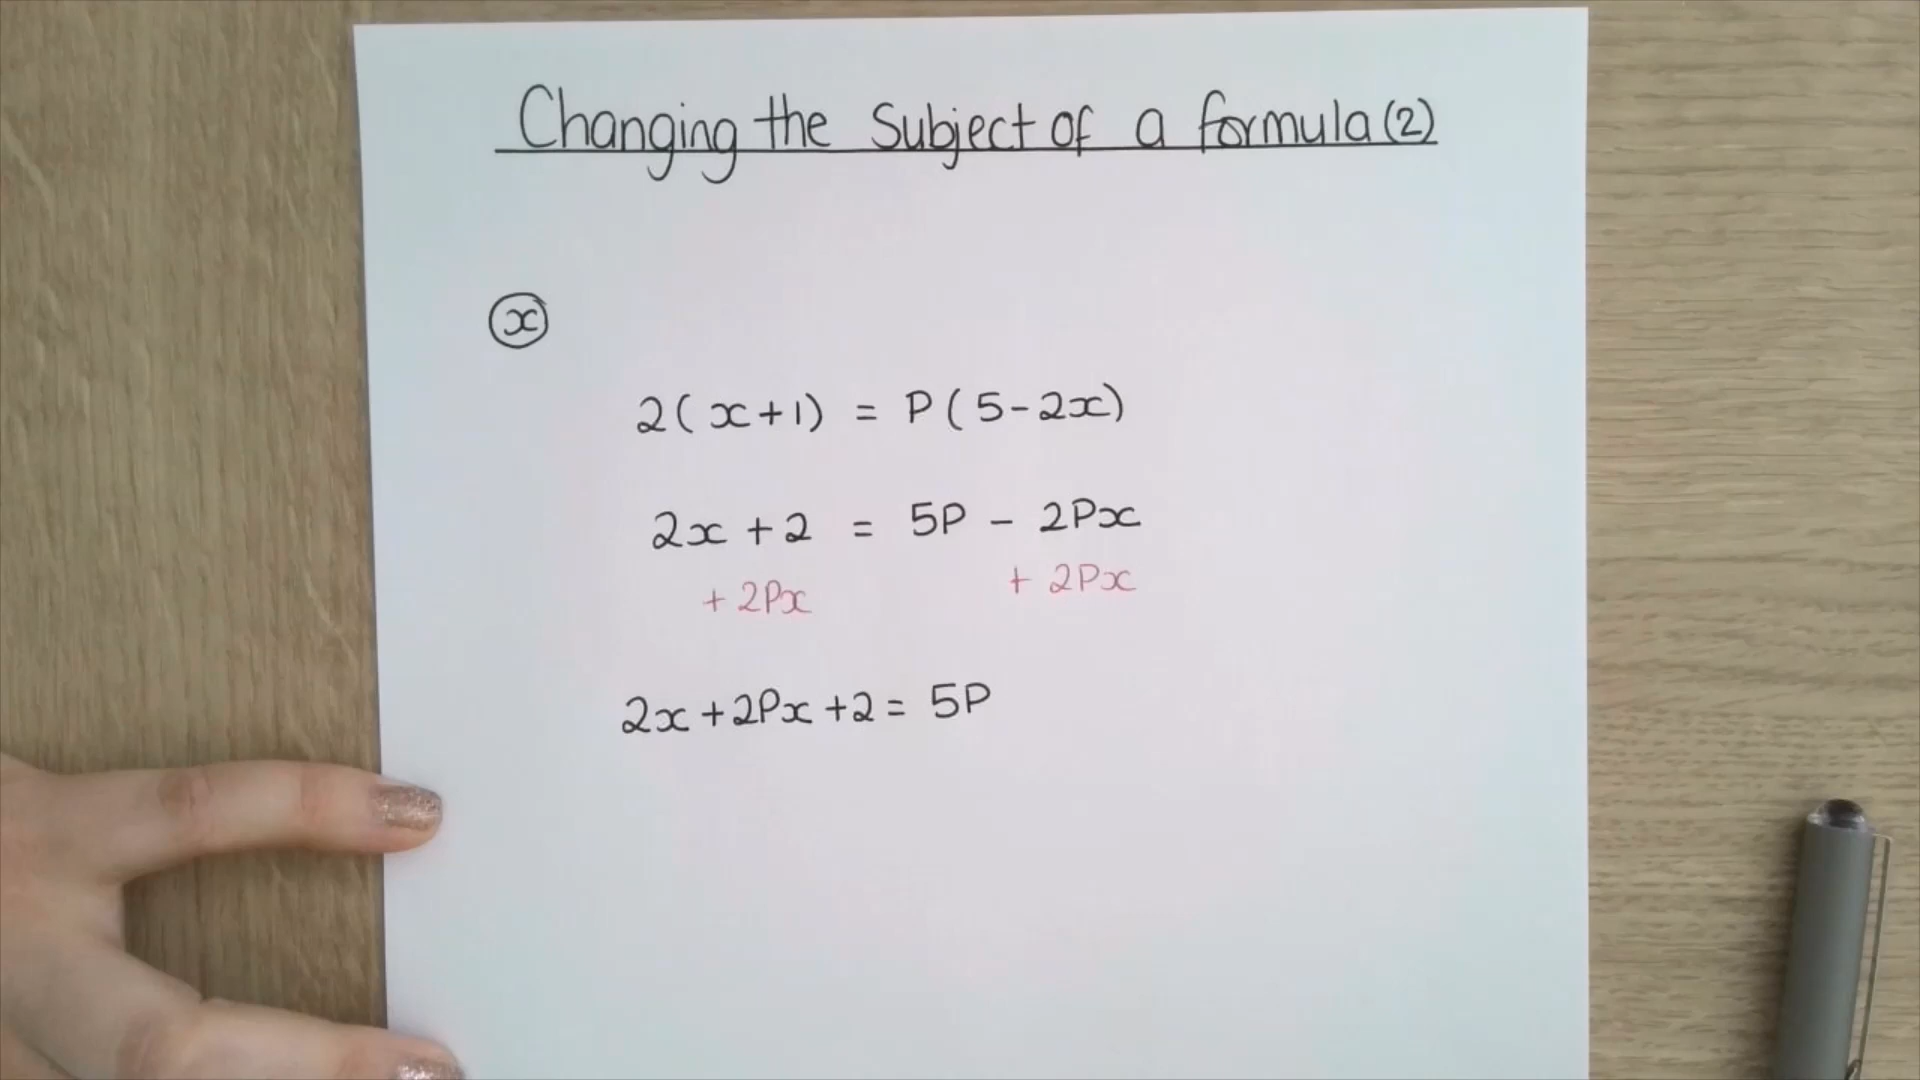 Changing the Subject of a formula (2)
x
2(x+1) = P(5-2x)
2x + 2 = 5P - 2Px
+ 2Px + 2Px
2x + 2Px + 2 = 5P